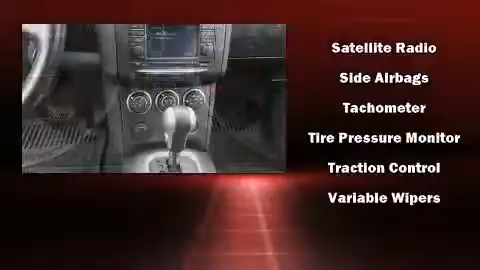 Satellite Radio
Side Airbags
Tachometer
Tire Pressure Monitor
Traction Control
Variable Wipers